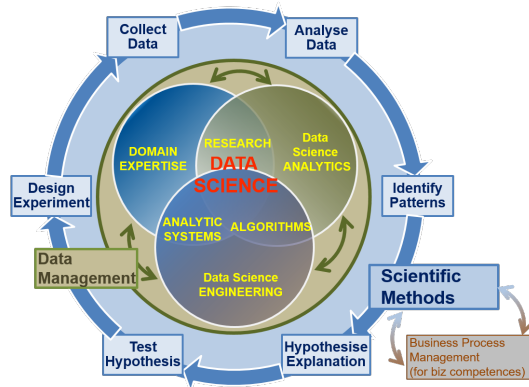 Collect
Data
Analyse
Data
RESEARCH
DOMAIN
EXPERTISE
Data
Science
ANALYTICS
DATA
SCIENCE
Design
Experiment
Identify
Patterns
ANALYTIC
SYSTEMS
ALGORITHMS
Data
Management
Data Science
ENGINEERING
Scientific
Methods
Test
Hypothesis
Hypothesise
Explanation
Business Process
Management
(for biz competences)